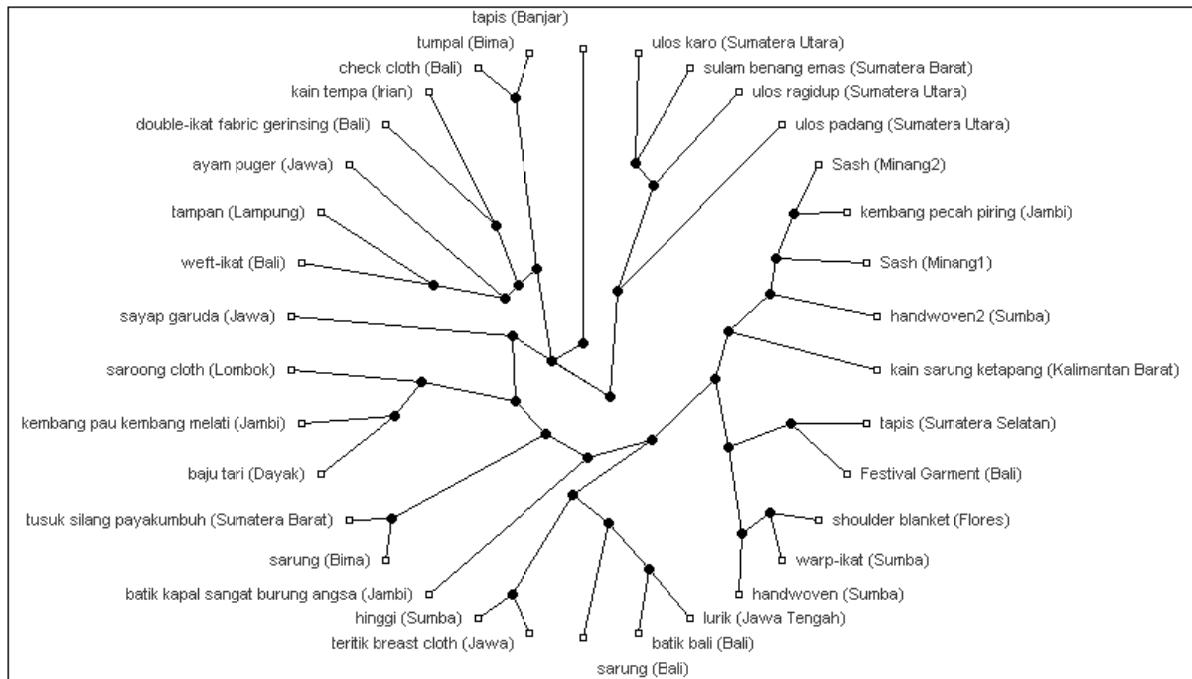 tapis (Banjar)
tumpal (Bima)
ulos karo (Sumatera Utara)
check cloth (Bali)
sulam benang emas (Sumatera Barat)
kain tempa (Irian)
ulos ragidup (Sumatera Utara)
double-ikat fabric gerinsing (Bali)
ulos padang (Sumatera Utara)
ayam puger (Jawa)
Sash (Minang2)
tampan (Lampung)
kembang pecah piring (Jambi)
weft-ikat (Bali)
Sash (Minang1)
sayap garuda (Jawa)
handwoven2 (Sumba)
saroong cloth (Lombok)
kain sarung ketapang (Kalimantan Barat)
kembang pau kembang melati (Jambi)
tapis (Sumatera Selatan)
baju tari (Dayak)
Festival Garment (Bali)
tusuk silang payakumbuh (Sumatera Barat)
shoulder blanket (Flores)
sarung (Bima)
warp-ikat (Sumba)
batik kapal sangat burung angsa (Jambi)
handwoven (Sumba)
hinggi (Sumba)
lurik (Jawa Tengah)
teritik breast cloth (Jawa)
batik bali (Bali)
sarung (Bali)